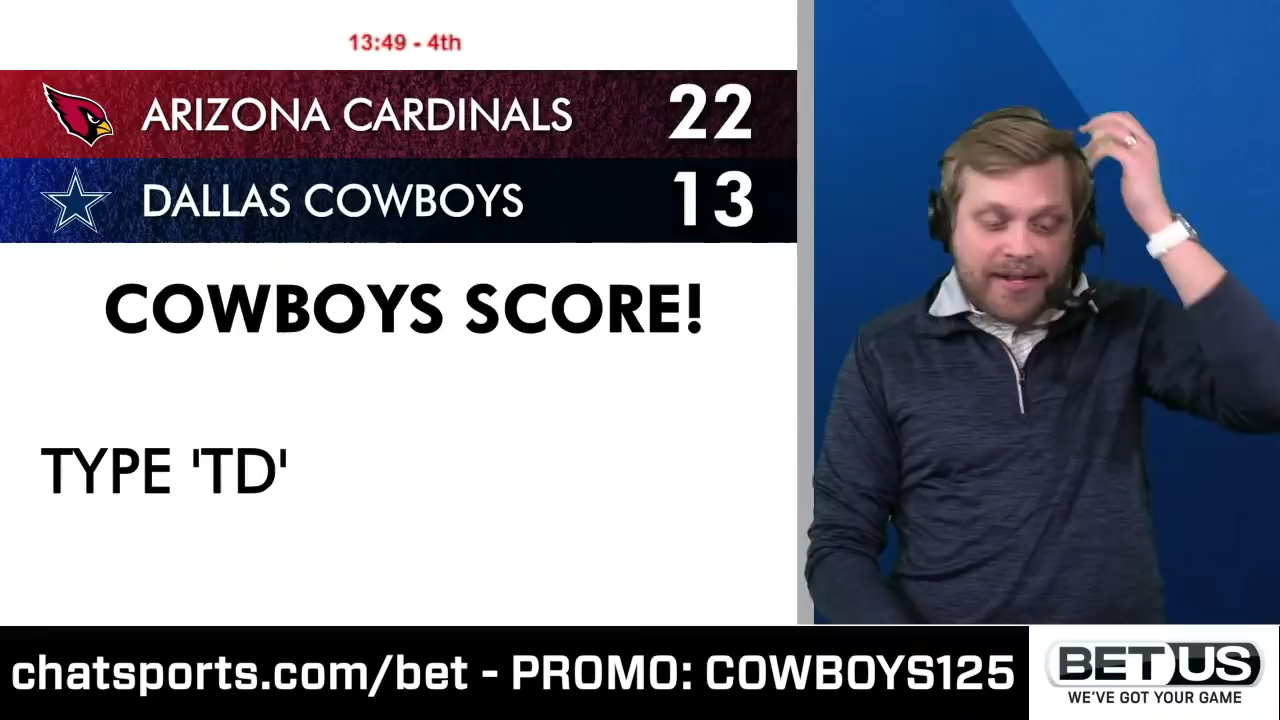 13:49 - 4th
ARIZONA CARDINALS 22
DALLAS COWBOYS 13
COWBOYS SCORE!
TYPE 'TD'
chatsports.com/bet - PROMO: COWBOYS125
BETUS
WE'VE GOT YOUR GAME